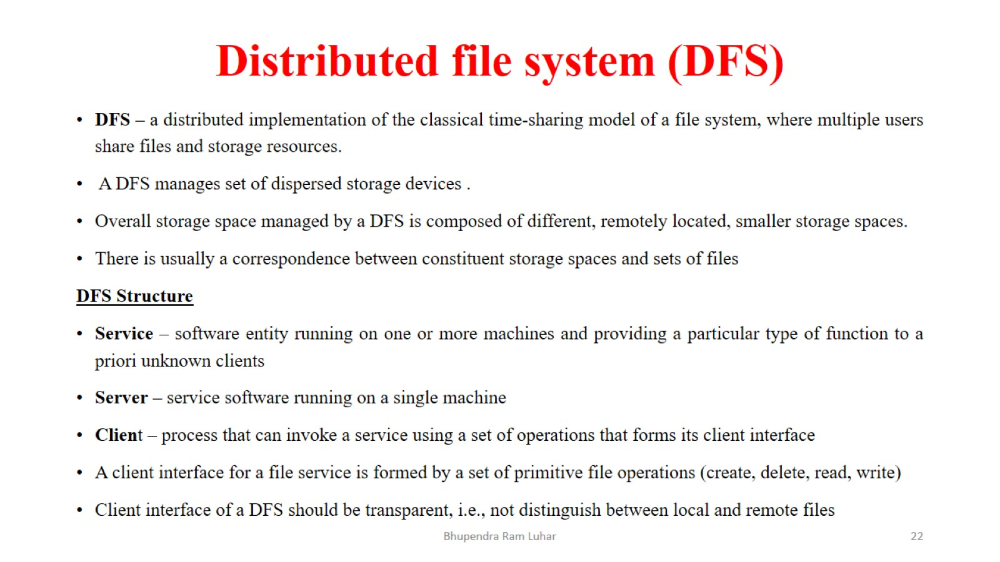 Distributed file system (DFS)
• DFS – a distributed implementation of the classical time-sharing model of a file system, where multiple users
share files and storage resources.
• A DFS manages set of dispersed storage devices .
• Overall storage space managed by a DFS is composed of different, remotely located, smaller storage spaces.
• There is usually a correspondence between constituent storage spaces and sets of files
DFS Structure
• Service – software entity running on one or more machines and providing a particular type of function to a
priori unknown clients
• Server – service software running on a single machine
• Client – process that can invoke a service using a set of operations that forms its client interface
• A client interface for a file service is formed by a set of primitive file operations (create, delete, read, write)
• Client interface of a DFS should be transparent, i.e., not distinguish between local and remote files
Bhupendra Ram Luhar
22